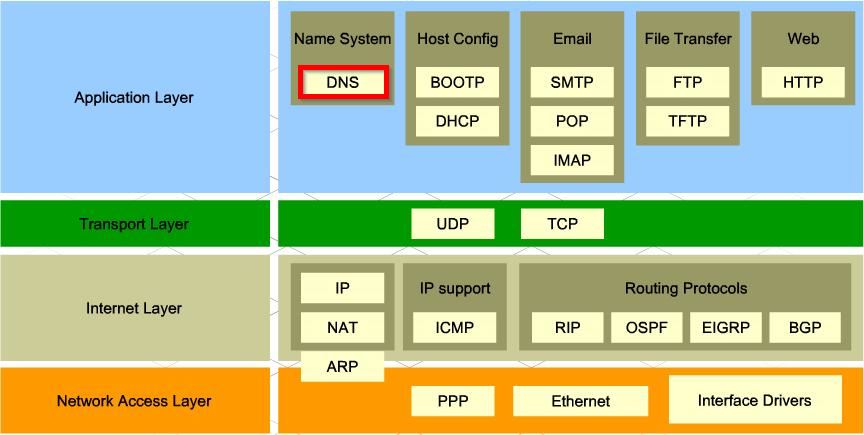 Application Layer
Name System
Host Config
Email
File Transfer
Web
DNS
BOOTP
SMTP
FTP
HTTP
DHCP
POP
TFTP
IMAP
Transport Layer
UDP
TCP
Internet Layer
IP
IP support
Routing Protocols
NAT
ICMP
RIP
OSPF
EIGRP
BGP
ARP
Network Access Layer
PPP
Ethernet
Interface Drivers